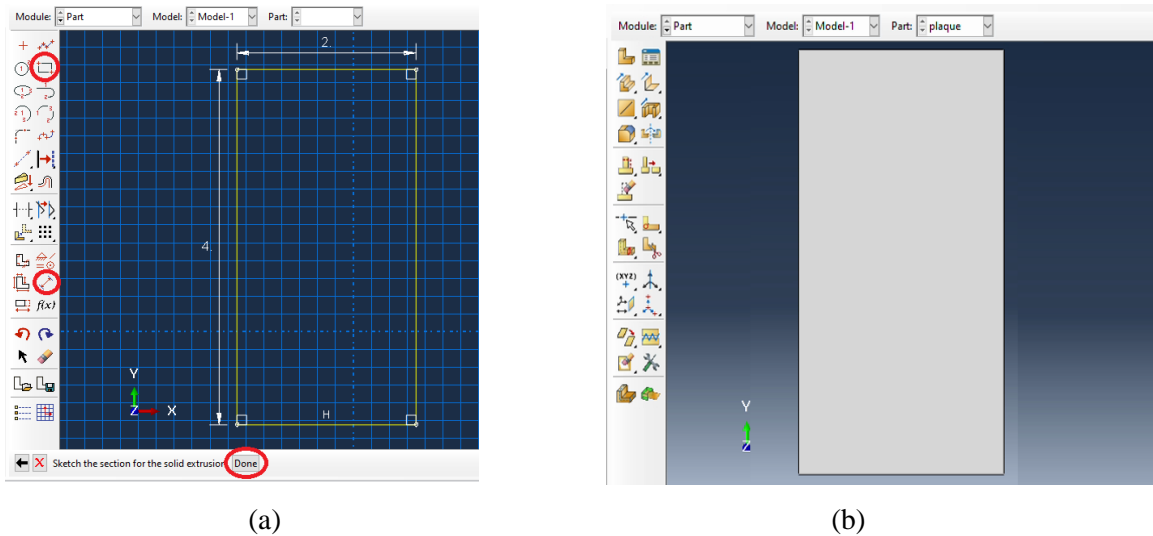 Module: Part Model: Model-1 Part:
2.
4.
f(x)
Y
Z X
H
Sketch the section for the solid extrusion Done
(a)
Module: Part Model: Model-1 Part: plaque
(XYZ)
Y
Z
(b)